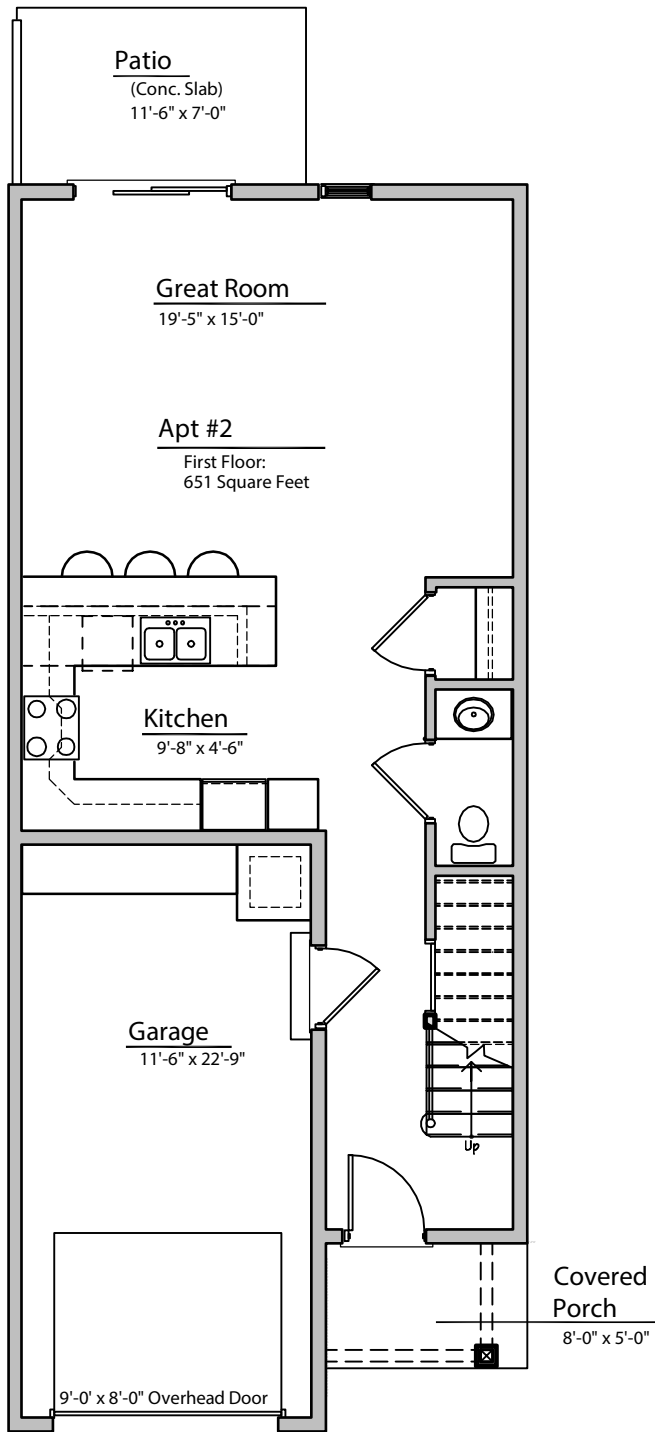 Patio
(Conc. Slab)
11'-6" x 7'-0"
Great Room
19'-5" x 15'-0"
Apt #2
First Floor:
651 Square Feet
Kitchen
9'-8" x 4'-6"
Garage
11'-6" x 22'-9"
Up
Covered
Porch
8'-0" x 5'-0"
9'-0' x 8'-0" Overhead Door